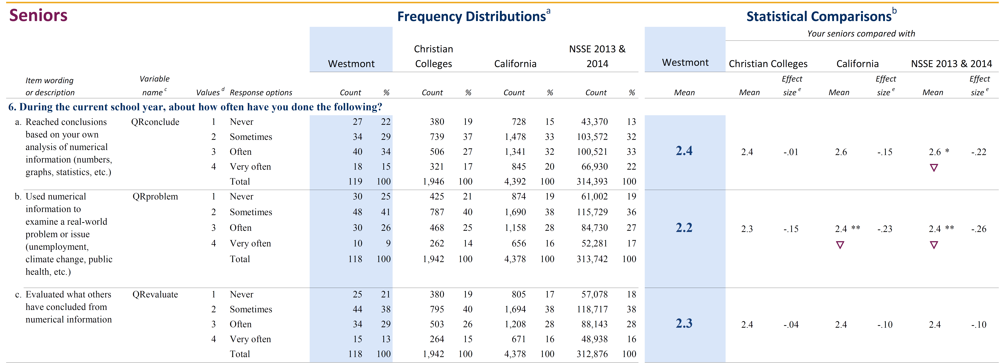 Seniors Frequency Distributionsa Statistical Comparisonsb
Your seniors compared with
Christian NSSE 2013 &
Westmont Colleges California 2014 Westmont Christian Colleges California NSSE 2013 & 2014
Item wording Variable Effect Effect Effect
or description name c Values d Response options Count % Count % Count % Count % Mean Mean size e Mean size e Mean size e
6. During the current school year, about how often have you done the following?
a. Reached conclusions QRconclude 1 Never 27 22 380 19 728 15 43,370 13
based on your own 2 Sometimes 34 29 739 37 1,478 33 103,572 32
analysis of numerical 3 Often 40 34 506 27 1,341 32 100,521 33 2.4 2.4 -.01 2.6 -.15 2.6 * -.22
information (numbers, 4 Very often 18 15 321 17 845 20 66,930 22 ▽
graphs, statistics, etc.) Total 119 100 1,946 100 4,392 100 314,393 100
b. Used numerical QRproblem 1 Never 30 25 425 21 874 19 61,002 19
information to 2 Sometimes 48 41 787 40 1,690 38 115,729 36
examine a real-world 3 Often 30 26 468 25 1,158 28 84,730 27 2.2 2.3 -.15 2.4 ** -.23 2.4 ** -.26
problem or issue 4 Very often 10 9 262 14 656 16 52,281 17 ▽ ▽
(unemployment, Total 118 100 1,942 100 4,378 100 313,742 100
climate change, public
health, etc.)
c. Evaluated what others QRevaluate 1 Never 25 21 380 19 805 17 57,078 18
have concluded from 2 Sometimes 44 38 795 40 1,694 38 118,717 38
numerical information 3 Often 34 29 503 26 1,208 28 88,143 28 2.3 2.4 -.04 2.4 -.10 2.4 -.10
4 Very often 15 13 264 15 671 16 48,938 16
Total 118 100 1,942 100 4,378 100 312,876 100